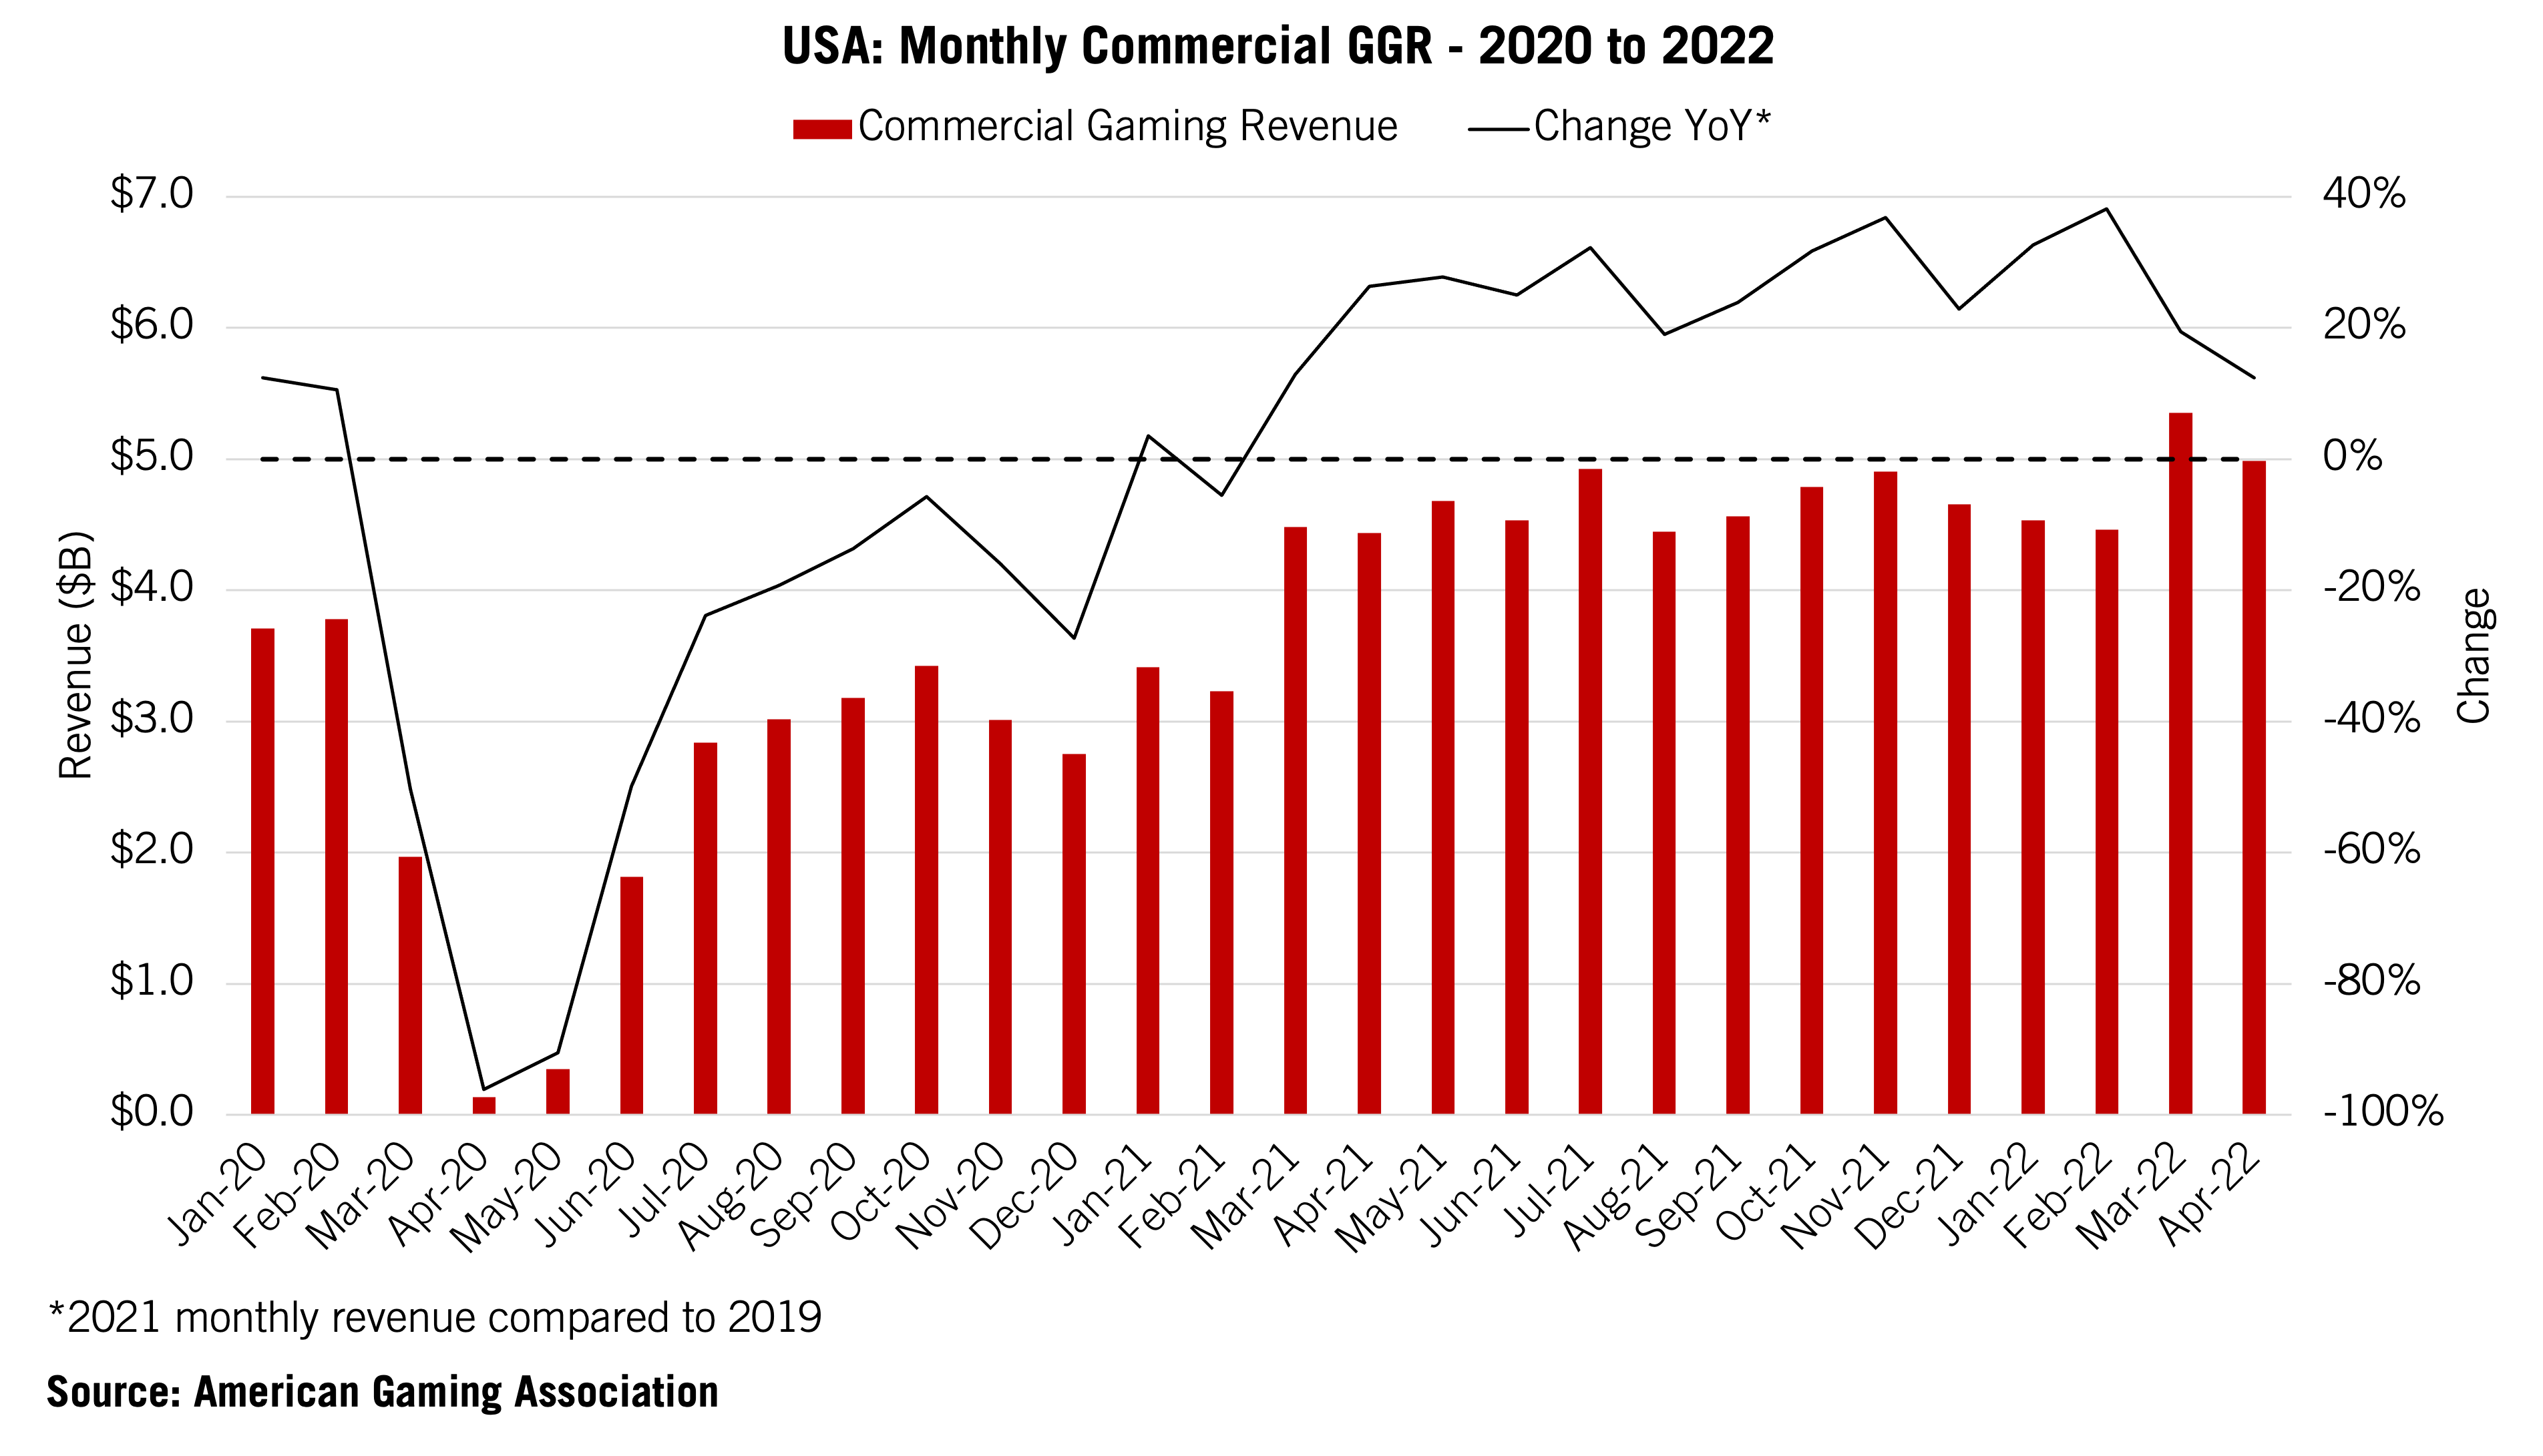 USA: Monthly Commercial GGR - 2020 to 2022
Commercial Gaming Revenue
Change YoY*
$7.0
$6.0
$5.0
$4.0
$3.0
$2.0
$1.0
$0.0
Revenue ($B)
40%
20%
0%
-20%
-40%
-60%
-80%
-100%
Change
Jan-20
Feb-20
Mar-20
Apr-20
May-20
Jun-20
Jul-20
Aug-20
Sep-20
Oct-20
Nov-20
Dec-20
Jan-21
Feb-21
Mar-21
Apr-21
May-21
Jun-21
Jul-21
Aug-21
Sep-21
Oct-21
Nov-21
Dec-21
Jan-22
Feb-22
Mar-22
Apr-22
*2021 monthly revenue compared to 2019
Source: American Gaming Association